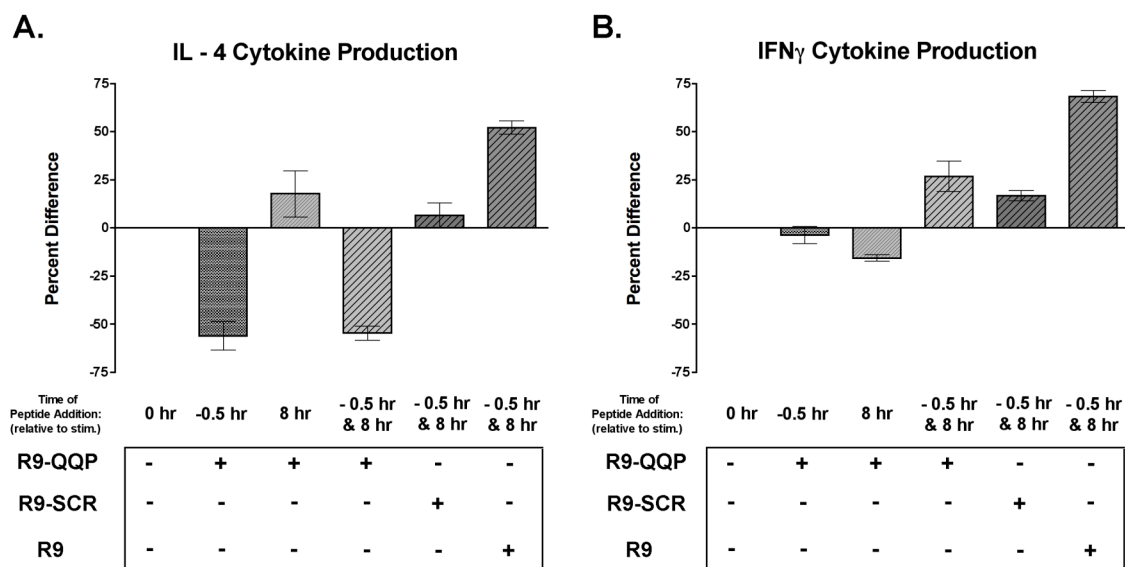 A.
IL - 4 Cytokine Production
Percent Difference
75
50
25
0
-25
-50
-75
Time of
Peptide Addition:
(relative to stim.)
0 hr -0.5 hr 8 hr - 0.5 hr & 8 hr - 0.5 hr & 8 hr - 0.5 hr & 8 hr
R9-QQP - + + + - -
R9-SCR - - - - + -
R9 - - - - - +
B.
IFNγ Cytokine Production
Percent Difference
75
50
25
0
-25
-50
-75
Time of
Peptide Addition:
(relative to stim.)
0 hr -0.5 hr 8 hr - 0.5 hr & 8 hr - 0.5 hr & 8 hr - 0.5 hr & 8 hr
R9-QQP - + + + - -
R9-SCR - - - - + -
R9 - - - - - +